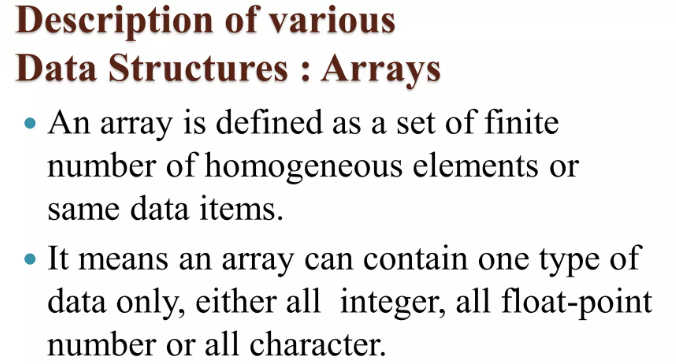 Description of various
Data Structures : Arrays
• An array is defined as a set of finite
number of homogeneous elements or
same data items.
• It means an array can contain one type of
data only, either all  integer, all float-point
number or all character.